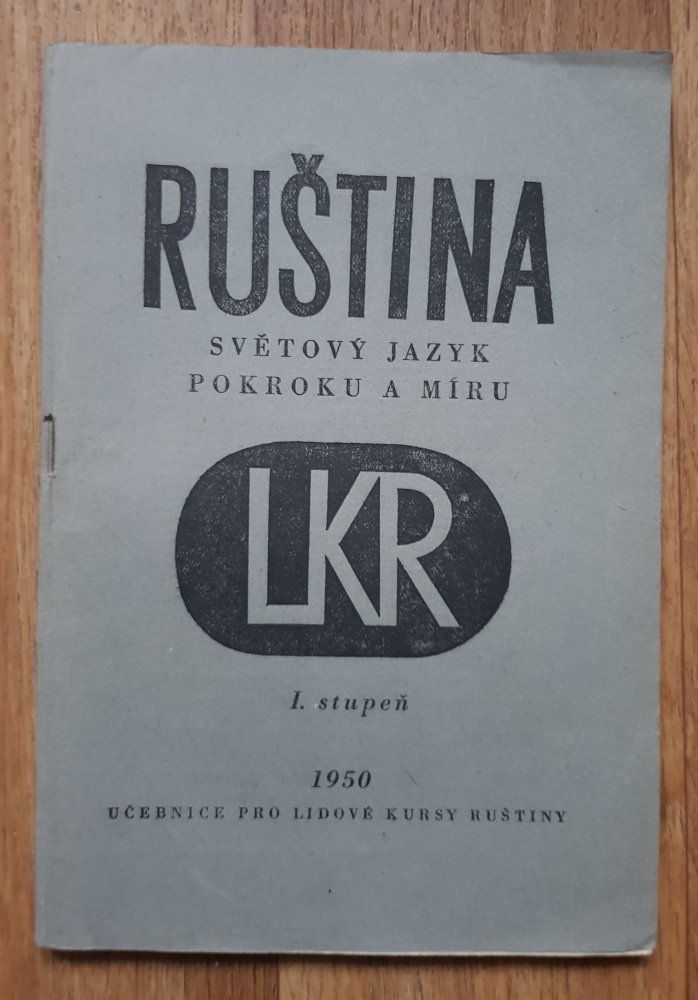 RUŠTINA
SVĚTOVÝ JAZYK
POKROKU A MÍRU
LKR
I. stupeň
1950
UČEBNICE PRO LIDOVÉ KURSY RUŠTINY